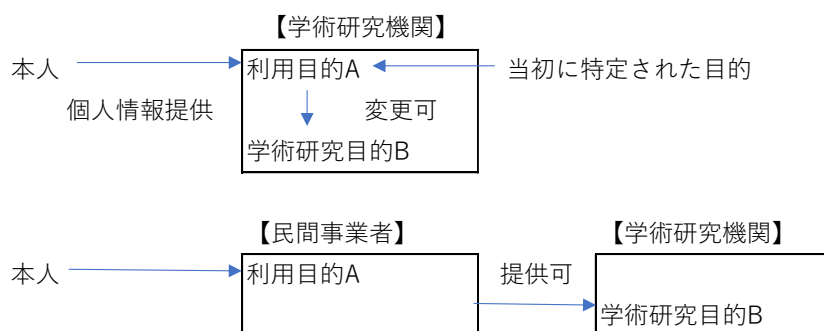 【学術研究機関】
本人
利用目的A
当初に特定された目的
個人情報提供
変更可
学術研究目的B
【民間事業者】
【学術研究機関】
本人
利用目的A
提供可
学術研究目的B